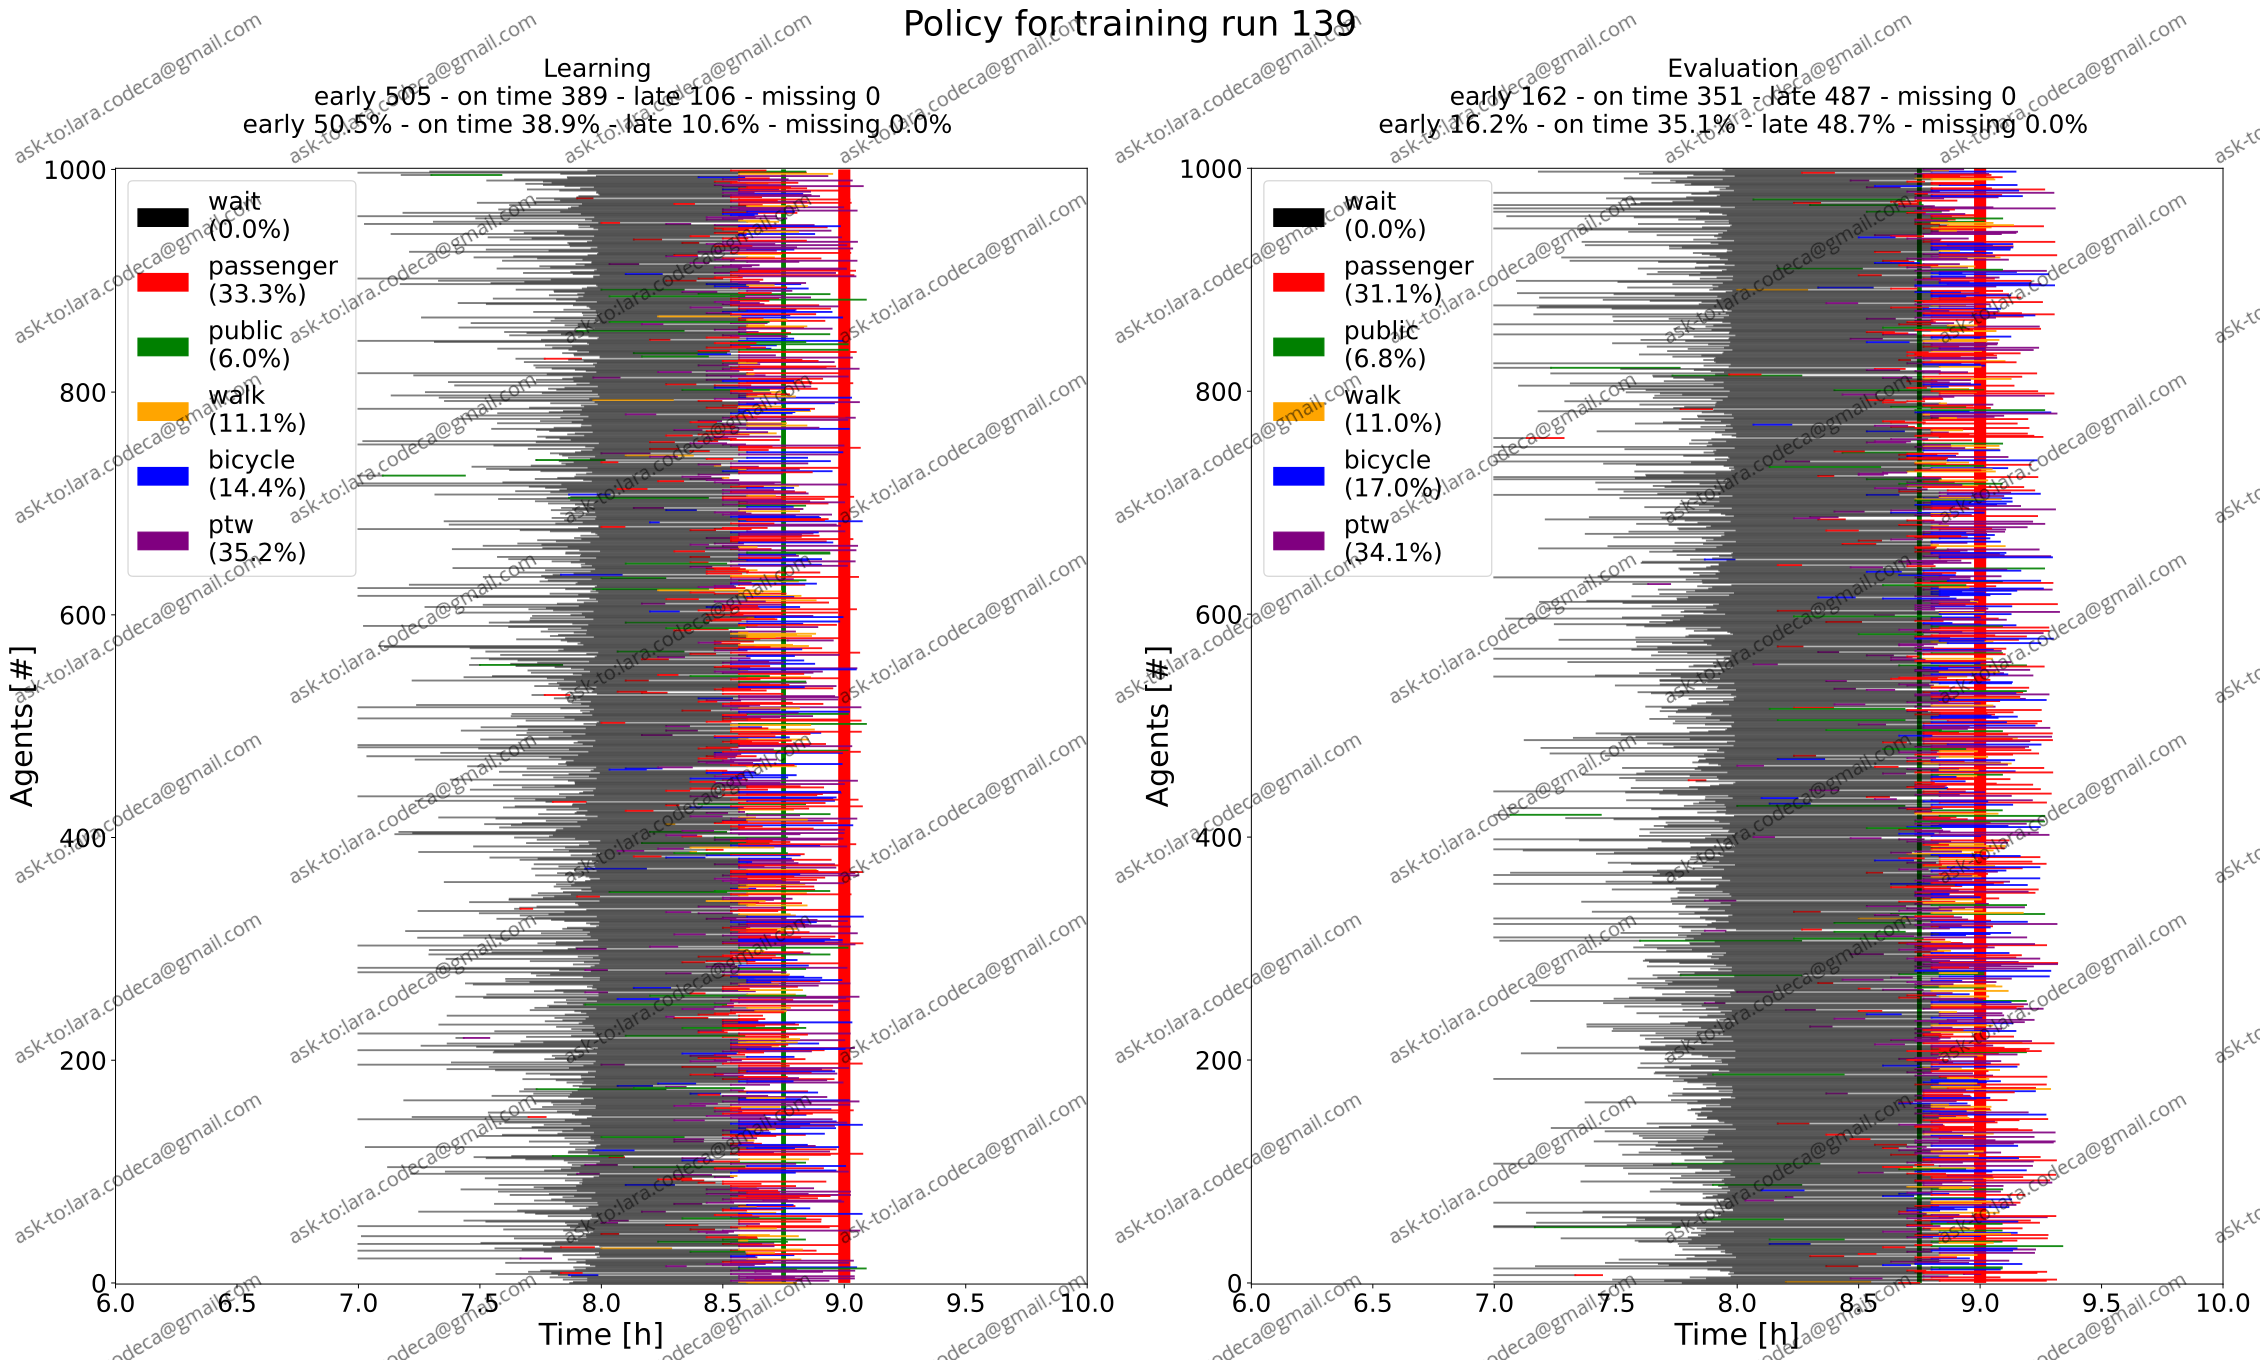 Policy for training run 139
Learning
early 505 - on time 389 - late 106 - missing 0
early 50.5% - on time 38.9% - late 10.6% - missing 0.0%
1000
800
600
400
200
0
Agents [#]
wait
(0.0%)
passenger
(33.3%)
public
(6.0%)
walk
(11.1%)
bicycle
(14.4%)
ptw
(35.2%)
6.0 6.5 7.0 7.5 8.0 8.5 9.0 9.5 10.0
Time [h]
Evaluation
early 162 - on time 351 - late 487 - missing 0
early 16.2% - on time 35.1% - late 48.7% - missing 0.0%
1000
800
600
400
200
0
Agents [#]
wait
(0.0%)
passenger
(31.1%)
public
(6.8%)
walk
(11.0%)
bicycle
(17.0%)
ptw
(34.1%)
6.0 6.5 7.0 7.5 8.0 8.5 9.0 9.5 10.0
Time [h]
ask-to:lara.codeca@gmail.com